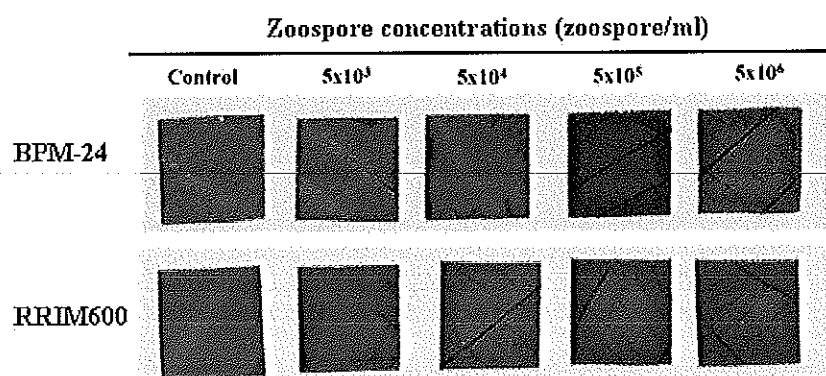 Zoospore concentrations (zoospore/ml)
Control 5x10³ 5x10⁴ 5x10⁵ 5x10⁶
BPM-24
RRIM600